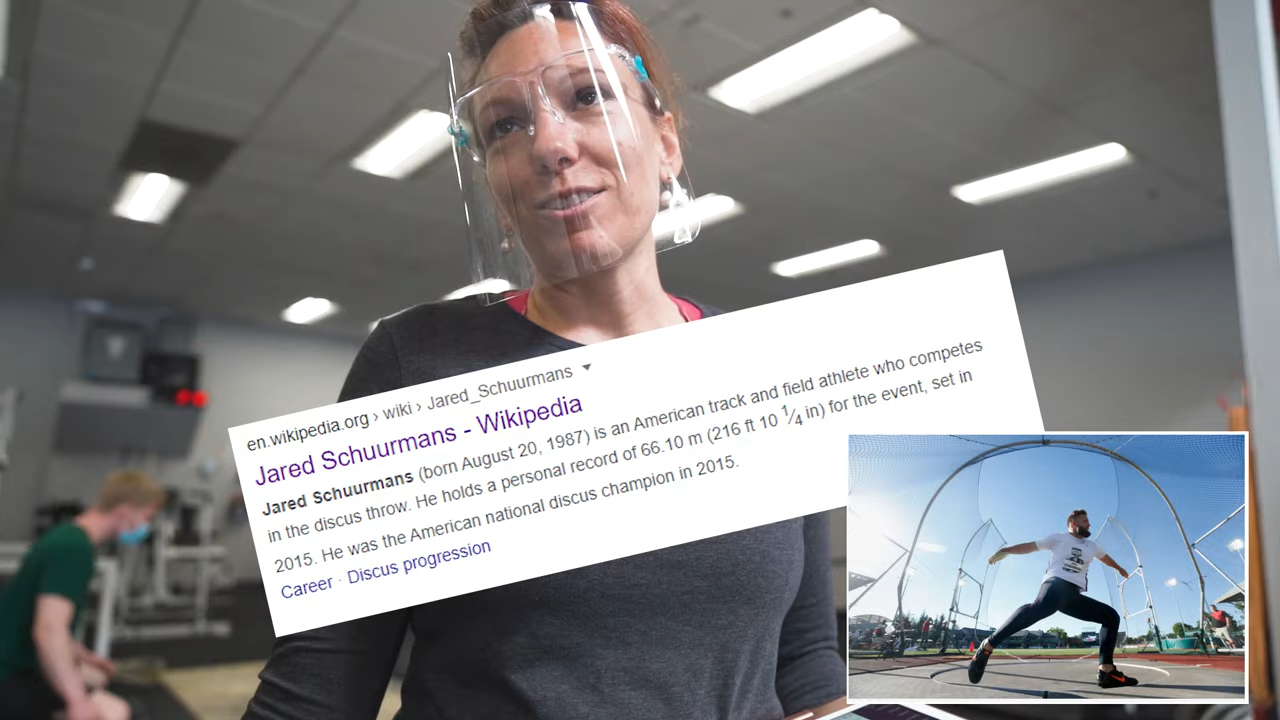 en.wikipedia.org › wiki › Jared_Schuurmans
Jared Schuurmans - Wikipedia
Jared Schuurmans (born August 20, 1987) is an American track and field athlete who competes
in the discus throw. He holds a personal record of 66.10 m (216 ft 10 1⁄4 in) for the event, set in
2015. He was the American national discus champion in 2015.
Career · Discus progression